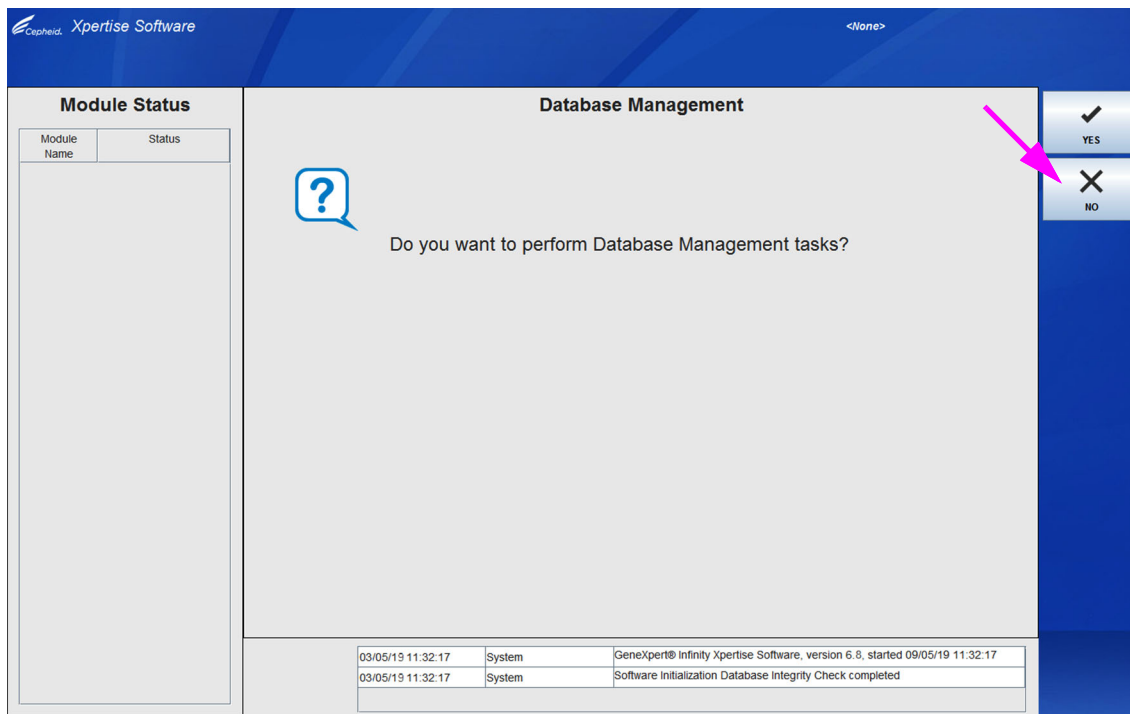 Cepheid. Xpertise Software
<None>
Module Status
Module Name
Status
Database Management
YES
NO
?
Do you want to perform Database Management tasks?
03/05/19 11:32:17 System GeneXpert® Infinity Xpertise Software, version 6.8, started 09/05/19 11:32:17
03/05/19 11:32:17 System Software Initialization Database Integrity Check completed